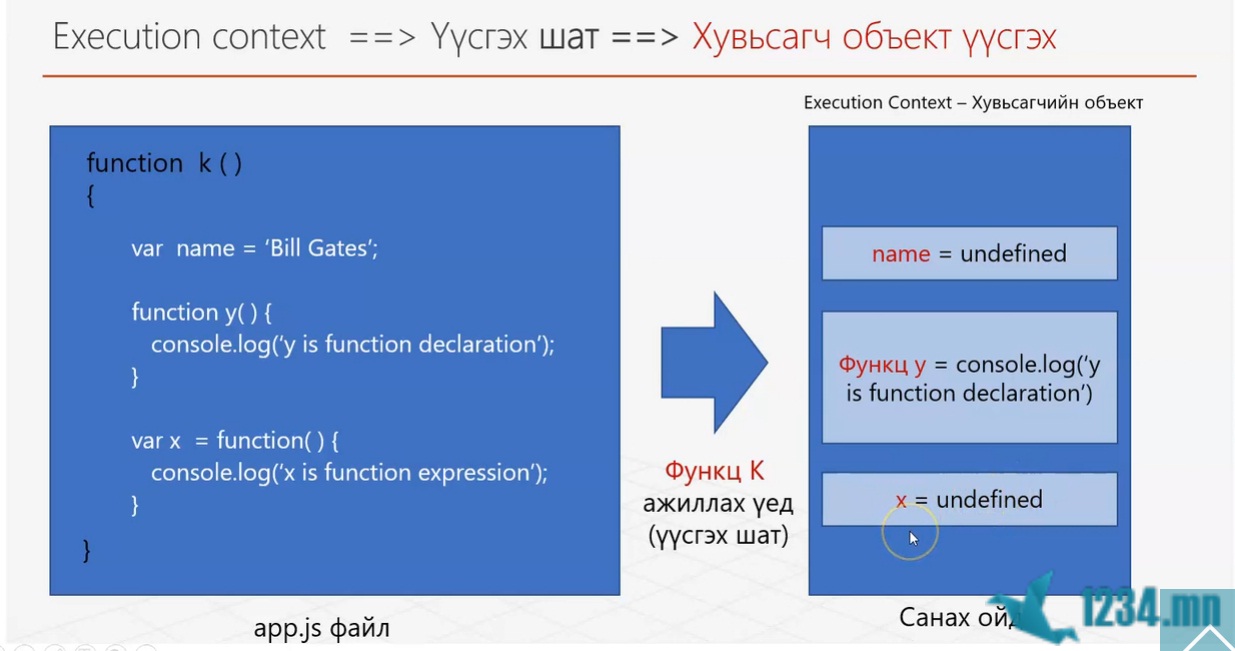 Execution context ==> Үүсгэх шат ==> Хувьсагч объект үүсгэх
Execution Context – Хувьсагчийн объект
function k ( )
{
var name = ‘Bill Gates’;
function y( ) {
console.log(‘y is function declaration’);
}
var x = function( ) {
console.log(‘x is function expression’);
}
}
app.js файл
Функц K
ажиллах үед
(үүсгэх шат)
name = undefined
Функц y = console.log(‘y
is function declaration’)
x = undefined
Санах ойд
1234.mn